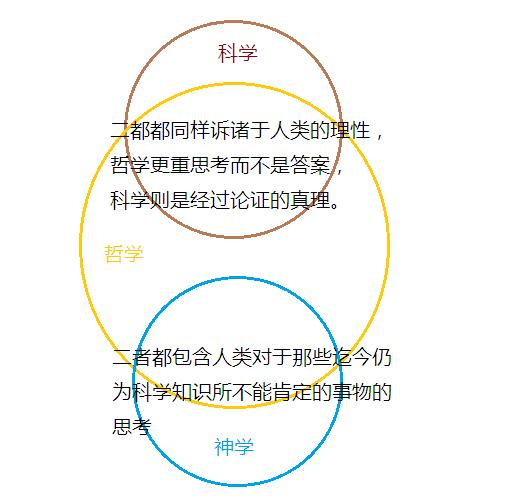 科学
二都都同样诉诸于人类的理性，
哲学更重思考而不是答案，
科学则是经过论证的真理。
哲学
二者都包含人类对于那些迄今仍
为科学知识所不能肯定的事物的
思考
神学